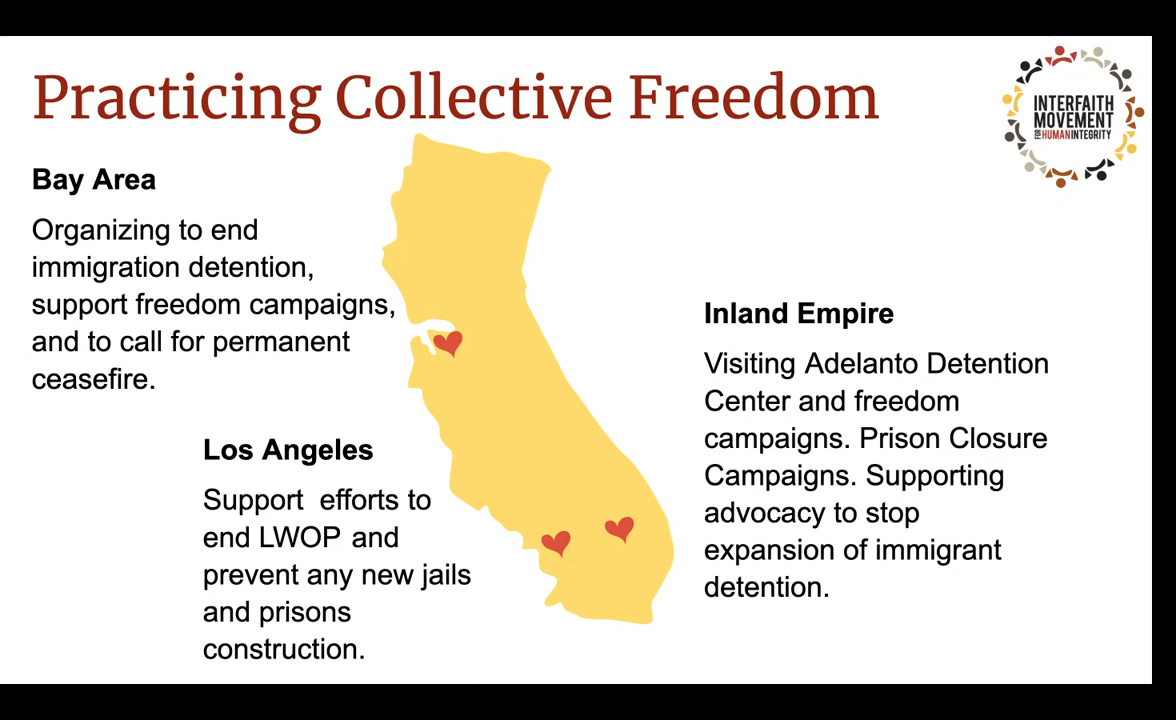 Practicing Collective Freedom
INTERFAITH
MOVEMENT
FOR HUMANINTEGRITY
Bay Area
Organizing to end
immigration detention,
support freedom campaigns,
and to call for permanent
ceasefire.
Los Angeles
Support  efforts to
end LWOP and
prevent any new jails
and prisons
construction.
Inland Empire
Visiting Adelanto Detention
Center and freedom
campaigns. Prison Closure
Campaigns. Supporting
advocacy to stop
expansion of immigrant
detention.